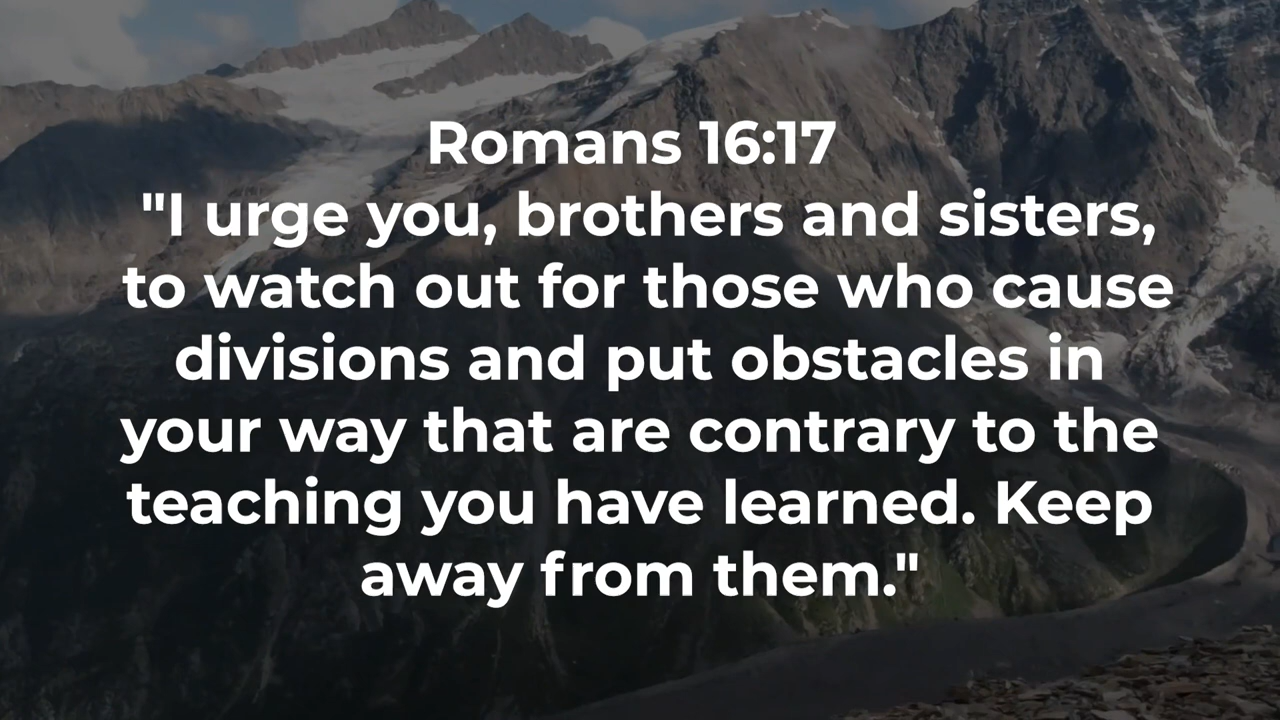 Romans 16:17
"I urge you, brothers and sisters,
to watch out for those who cause
divisions and put obstacles in
your way that are contrary to the
teaching you have learned. Keep
away from them."